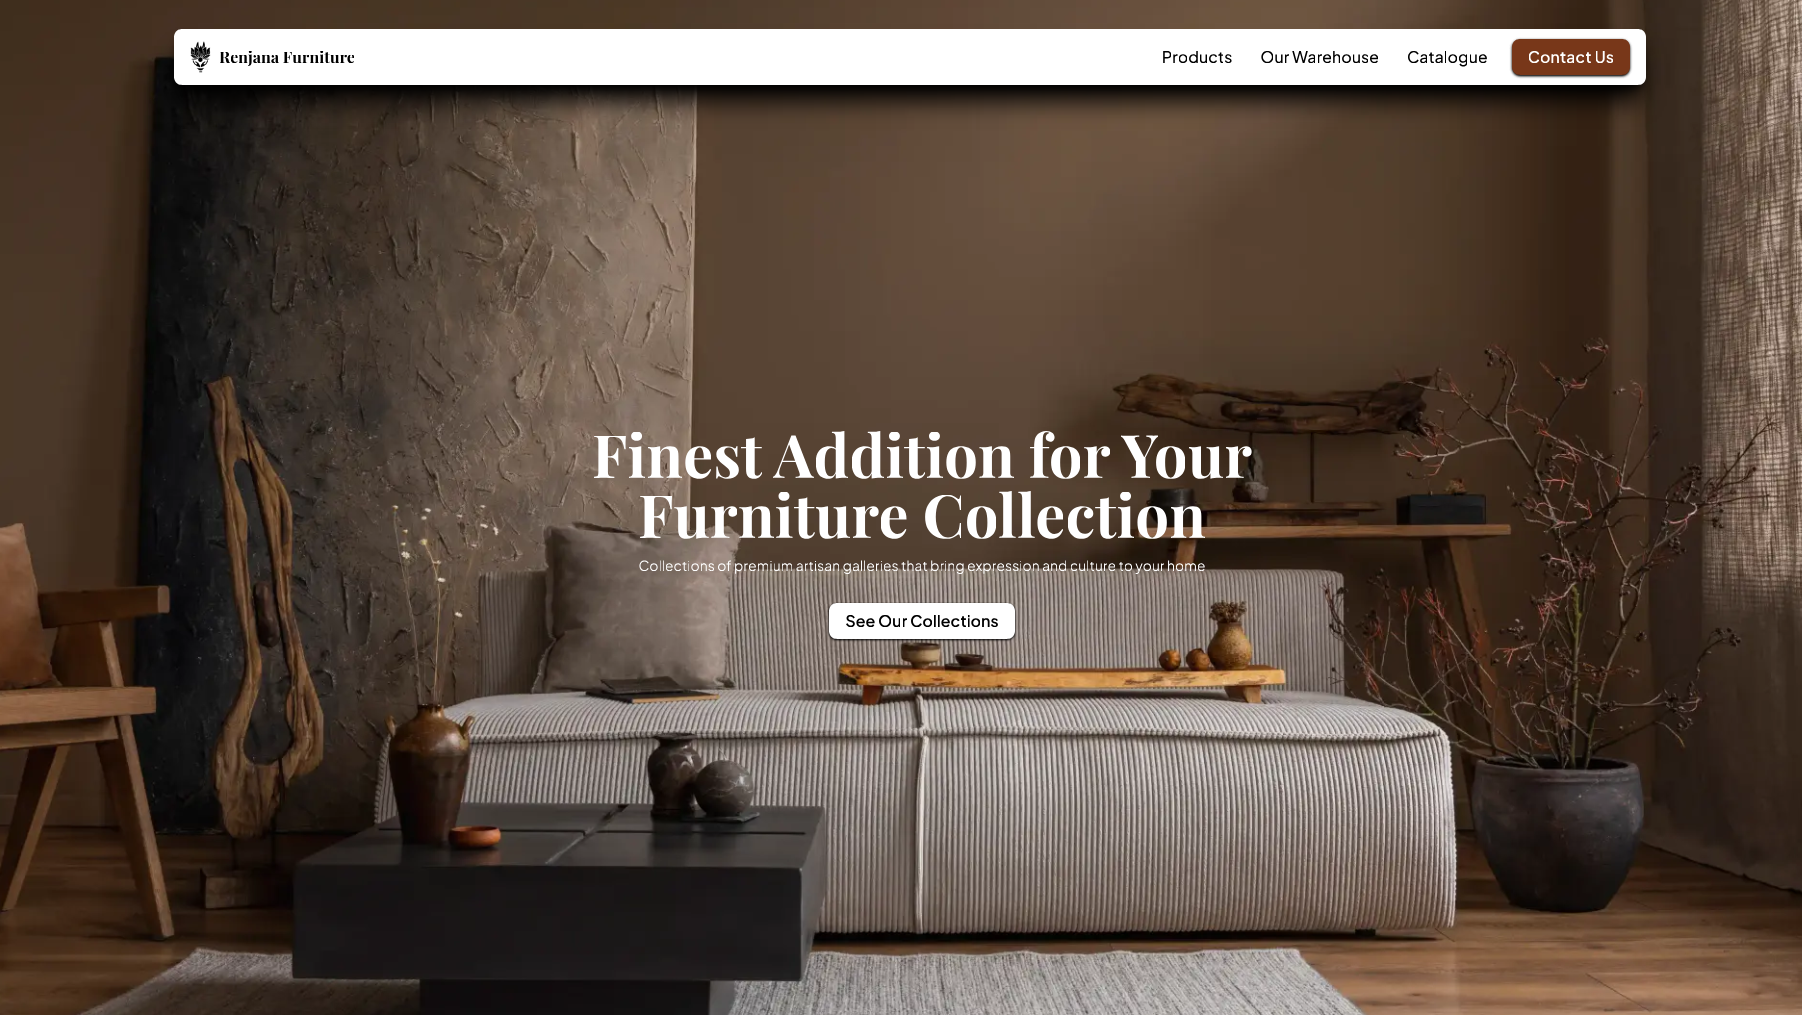 Renjana Furniture
Products
Our Warehouse
Catalogue
Contact Us
Finest Addition for Your
Furniture Collection
Collections of premium artisan galleries that bring expression and culture to your home
See Our Collections